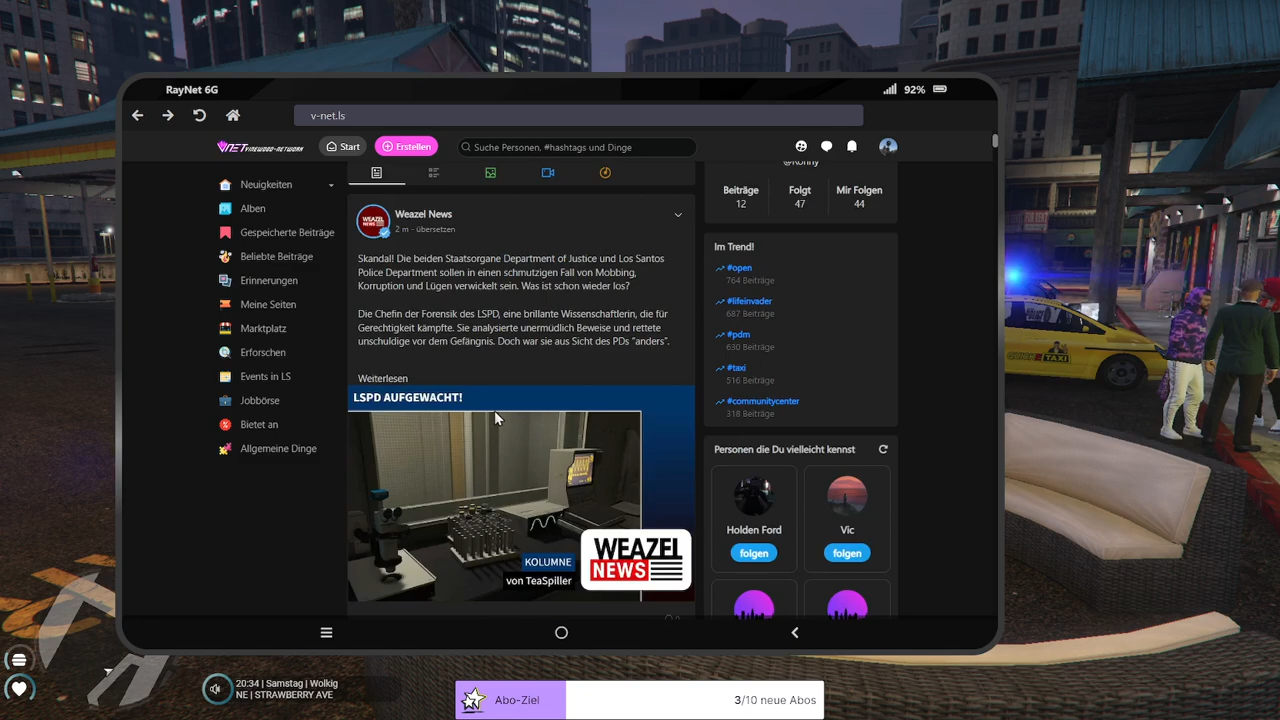 RayNet 6G
92%
v-net.ls
VNET VINEWOOD-NETWORK
Start
Erstellen
Suche Personen, #hashtags und Dinge
Neuigkeiten
Alben
Gespeicherte Beiträge
Beliebte Beiträge
Erinnerungen
Meine Seiten
Marktplatz
Erforschen
Events in LS
Jobbörse
Bietet an
Allgemeine Dinge
Weazel News
2 m - übersetzen
Skandal! Die beiden Staatsorgane Department of Justice und Los Santos
Police Department sollen in einen schmutzigen Fall von Mobbing,
Korruption und Lügen verwickelt sein. Was ist schon wieder los?
Die Chefin der Forensik des LSPD, eine brillante Wissenschaftlerin, die für
Gerechtigkeit kämpfte. Sie analysierte unermüdlich Beweise und rettete
unschuldige vor dem Gefängnis. Doch war sie aus Sicht des PDs "anders".
Weiterlesen
LSPD AUFGEWACHT!
KOLUMNE
von TeaSpiller
WEAZEL
NEWS
@Ronny
Beiträge Folgt Mir Folgen
12 47 44
Im Trend!
#open
764 Beiträge
#lifeinvader
687 Beiträge
#pdm
630 Beiträge
#taxi
516 Beiträge
#communitycenter
318 Beiträge
Personen die Du vielleicht kennst
Holden Ford
folgen
Vic
folgen
QUICK TAXI
20:34 | Samstag | Wolkig
NE | STRAWBERRY AVE
Abo-Ziel
3/10 neue Abos